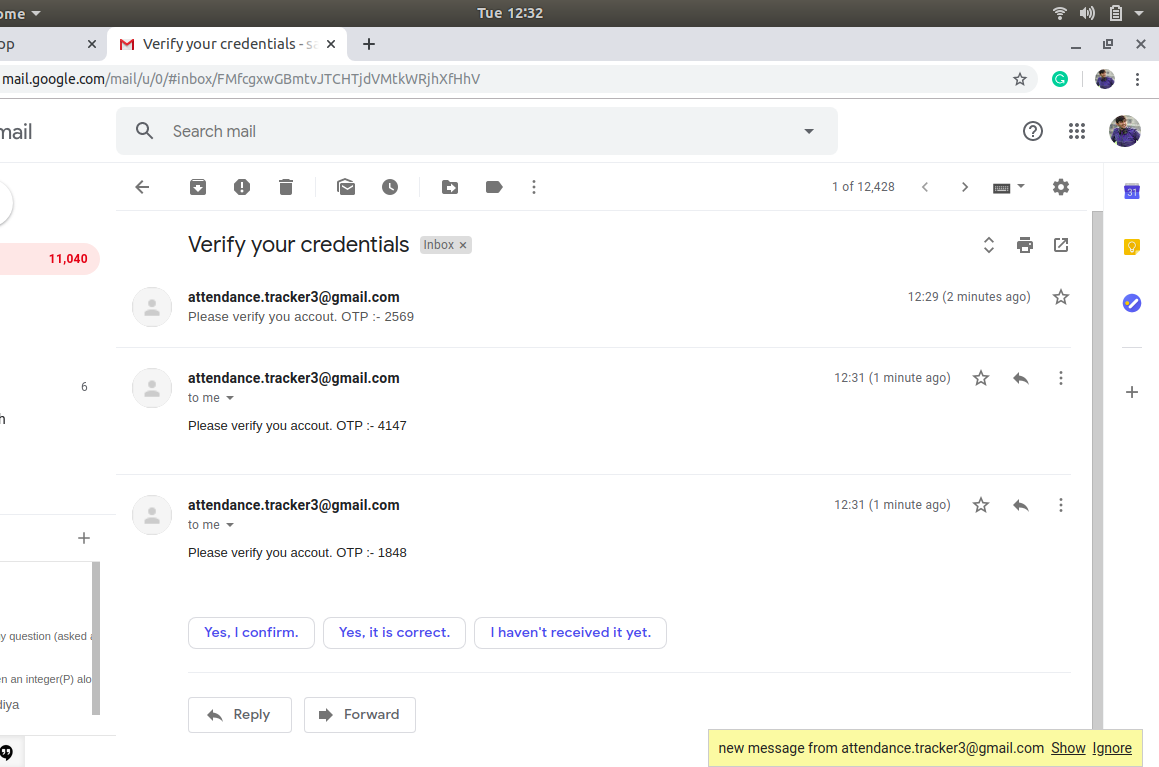 ome
Tue 12:32
op
Verify your credentials - sa
mail.google.com/mail/u/0/#inbox/FMfcgxwGBmtvJTCHTjdVMtkWRjhXfHhV
mail
Search mail
1 of 12,428
31
11,040
Verify your credentials Inbox ×
attendance.tracker3@gmail.com 12:29 (2 minutes ago)
Please verify you accout. OTP :- 2569
6
attendance.tracker3@gmail.com 12:31 (1 minute ago)
to me
Please verify you accout. OTP :- 4147
h
attendance.tracker3@gmail.com 12:31 (1 minute ago)
to me
Please verify you accout. OTP :- 1848
Yes, I confirm. Yes, it is correct. I haven't received it yet.
y question (asked a
en an integer(P) alo
diya
Reply Forward
new message from attendance.tracker3@gmail.com Show Ignore